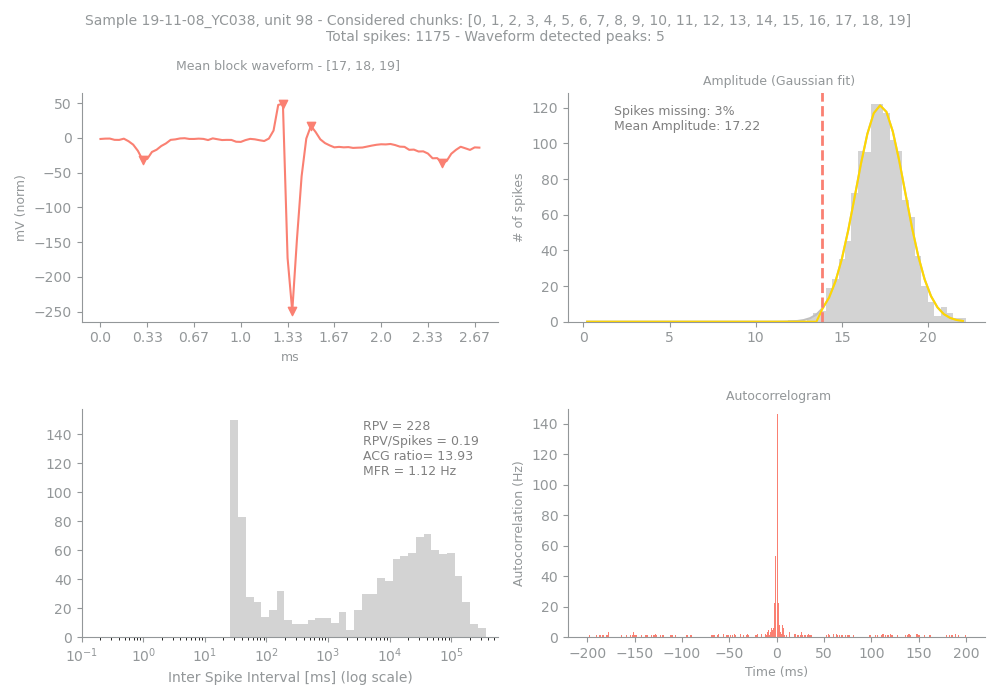 Sample 19-11-08_YC038, unit 98 - Considered chunks: [0, 1, 2, 3, 4, 5, 6, 7, 8, 9, 10, 11, 12, 13, 14, 15, 16, 17, 18, 19]
Total spikes: 1175 - Waveform detected peaks: 5
Mean block waveform - [17, 18, 19]
50
0
−50
−100
−150
−200
−250
mV (norm)
0.0 0.33 0.67 1.0 1.33 1.67 2.0 2.33 2.67
ms
Amplitude (Gaussian fit)
Spikes missing: 3%
Mean Amplitude: 17.22
120
100
80
60
40
20
0
# of spikes
0 5 10 15 20
RPV = 228
RPV/Spikes = 0.19
ACG ratio= 13.93
MFR = 1.12 Hz
140
120
100
80
60
40
20
0
10⁻¹ 10⁰ 10¹ 10² 10³ 10⁴ 10⁵
Inter Spike Interval [ms] (log scale)
Autocorrelogram
140
120
100
80
60
40
20
0
Autocorrelation (Hz)
−200 −150 −100 −50 0 50 100 150 200
Time (ms)